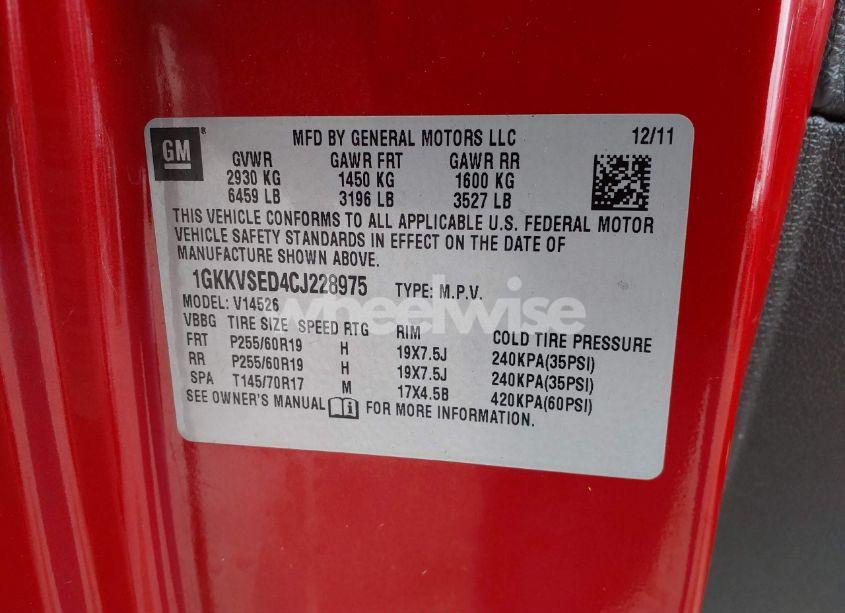 GM ® MFD BY GENERAL MOTORS LLC 12/11
GVWR GAWR FRT GAWR RR
2930 KG 1450 KG 1600 KG
6459 LB 3196 LB 3527 LB
THIS VEHICLE CONFORMS TO ALL APPLICABLE U.S. FEDERAL MOTOR
VEHICLE SAFETY STANDARDS IN EFFECT ON THE DATE OF
MANUFACTURE SHOWN ABOVE.
1GKKVSED4CJ228975 TYPE: M.P.V.
MODEL: V14526
wheelwise
VBBG TIRE SIZE SPEED RTG RIM COLD TIRE PRESSURE
FRT P255/60R19 H 19X7.5J 240KPA(35PSI)
RR P255/60R19 H 19X7.5J 240KPA(35PSI)
SPA T145/70R17 M 17X4.5B 420KPA(60PSI)
SEE OWNER'S MANUAL FOR MORE INFORMATION.